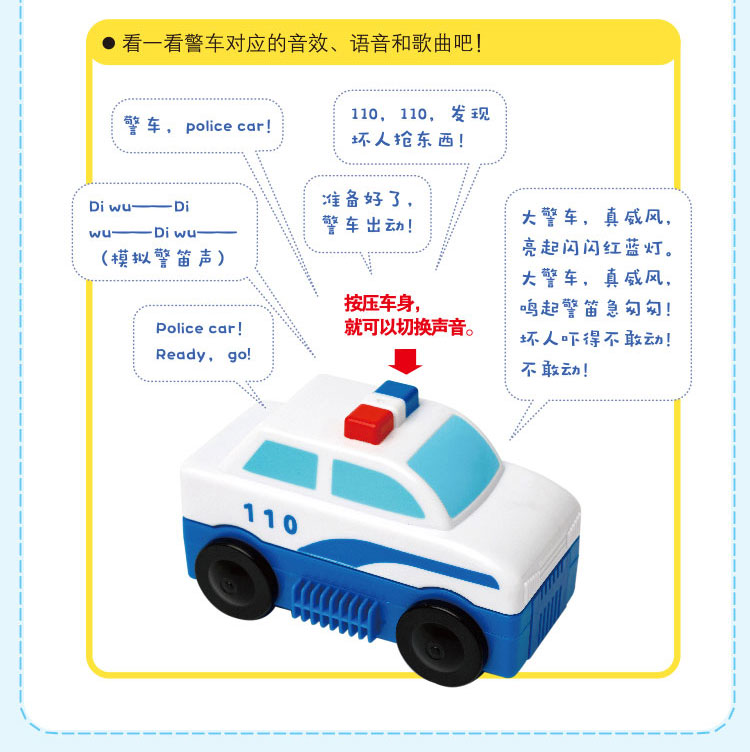 ● 看一看警车对应的音效、语音和歌曲吧！
警车，police car!
110，110，发现
坏人抢东西！
准备好了，
警车出动！
Di wu——Di
wu——Di wu——
（模拟警笛声）
大警车，真威风，
亮起闪闪红蓝灯。
大警车，真威风，
鸣起警笛急匆匆！
坏人吓得不敢动！
不敢动！
按压车身，
就可以切换声音。
Police car!
Ready， go!
110